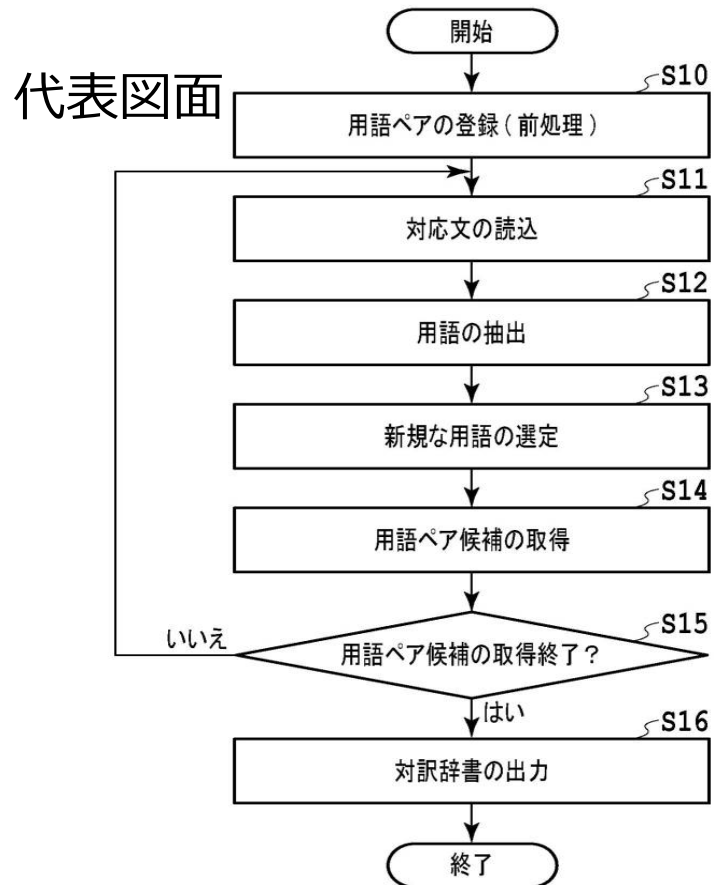 開始
代表図面
S10
用語ペアの登録(前処理)
S11
対応文の読込
S12
用語の抽出
S13
新規な用語の選定
S14
用語ペア候補の取得
S15
いいえ
用語ペア候補の取得終了?
はい
S16
対訳辞書の出力
終了